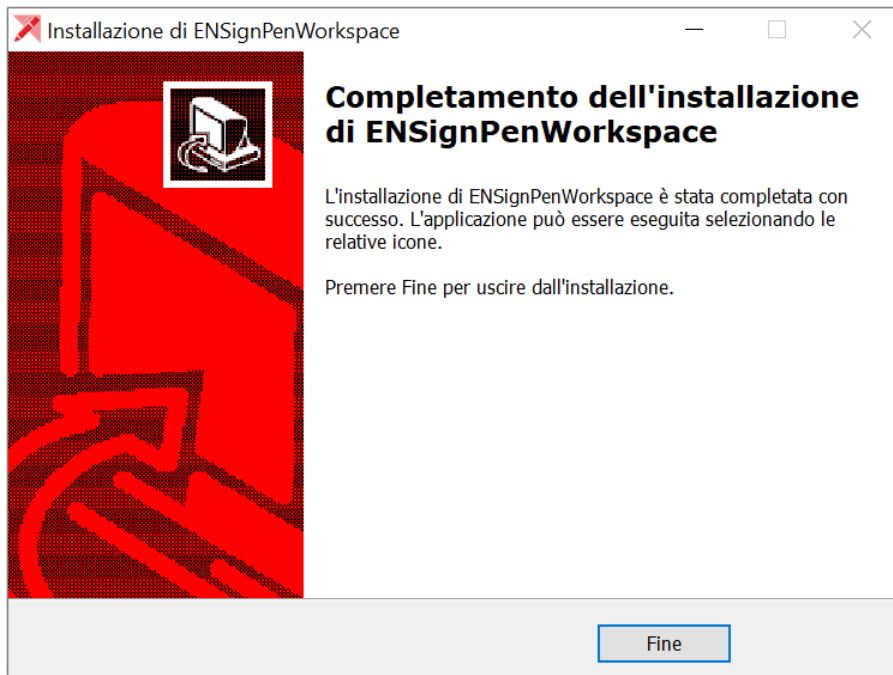 Installazione di ENSignPenWorkspace
Completamento dell'installazione
di ENSignPenWorkspace
L'installazione di ENSignPenWorkspace è stata completata con
successo. L'applicazione può essere eseguita selezionando le
relative icone.
Premere Fine per uscire dall'installazione.
Fine